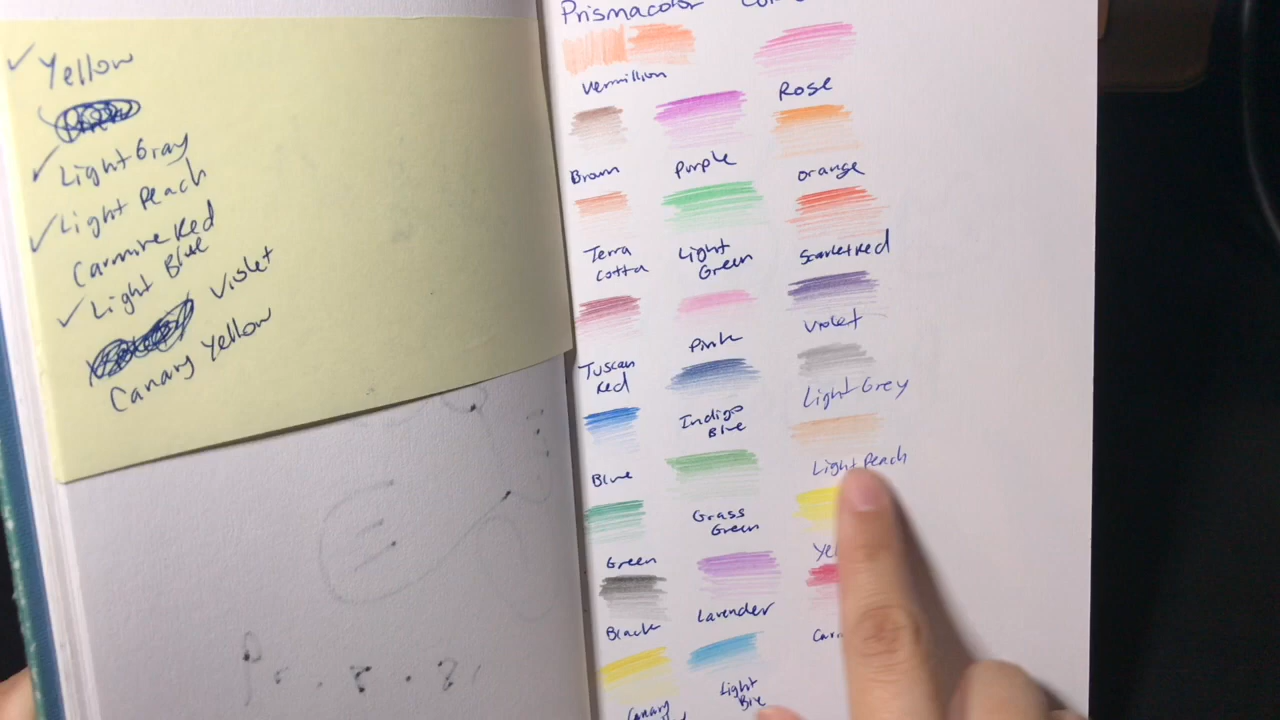 Yellow
Light Gray
Light Peach
Carmine Red
Light Blue
Violet
Canary Yellow
Prismacolor
Vermillion
Rose
Brown
Purple
Orange
Terra
Cotta
Light
Green
Scarlet Red
Tuscan
Red
Pink
Violet
Blue
Indigo
Blue
Light Grey
Green
Grass
Green
Light Peach
Black
Lavender
Canary
Light
Blue